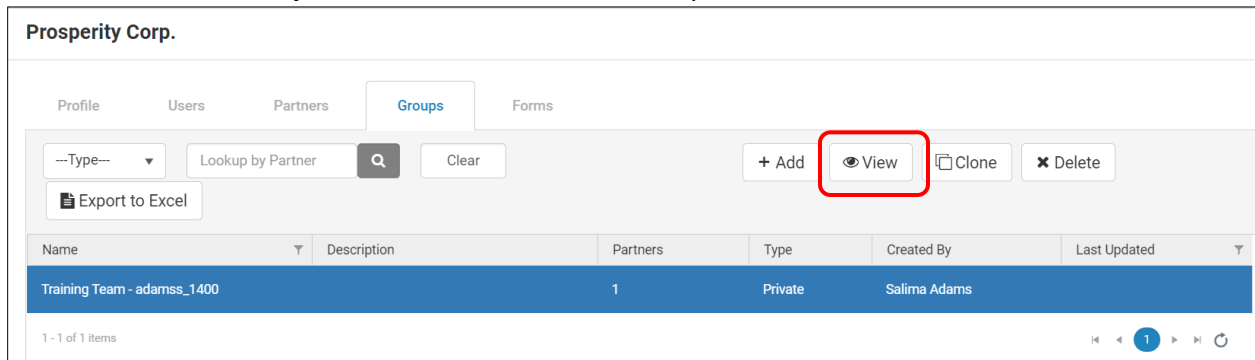 Prosperity Corp.
Profile Users Partners Groups Forms
---Type--- Lookup by Partner Clear + Add View Clone Delete
Export to Excel
Name Description Partners Type Created By Last Updated
Training Team - adamss_1400 1 Private Salima Adams
1 - 1 of 1 items 1